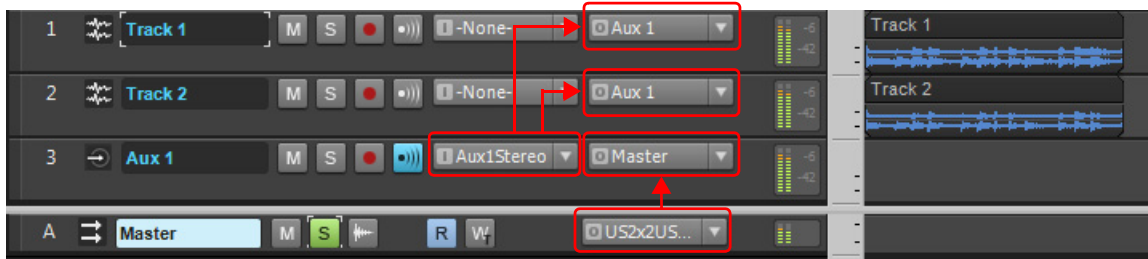 1 Track 1 M S I -None- O Aux 1 -6 -42 Track 1
2 Track 2 M S I -None- O Aux 1 -6 -42 Track 2
3 Aux 1 M S I Aux1Stereo O Master -6 -42
A Master M S R W O US2x2US...